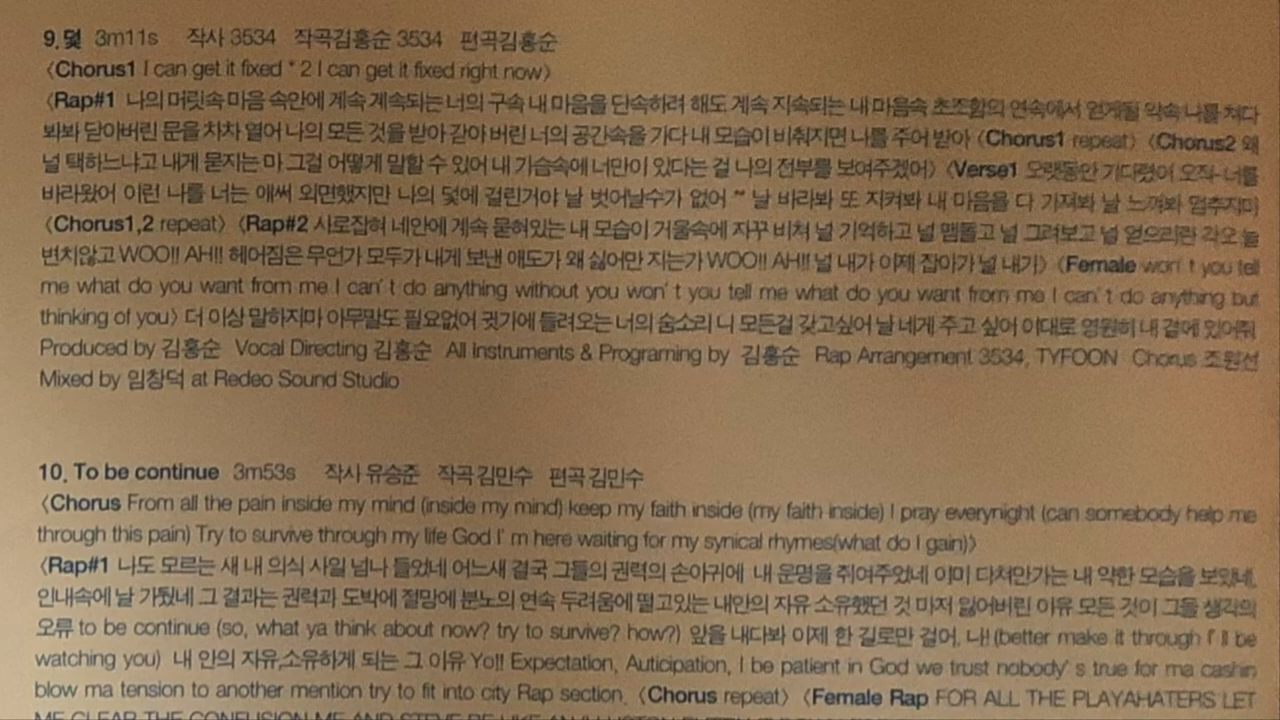 9. 덫 3m11s 작사 3534 작곡김홍순 3534 편곡김홍순
〈Chorus1 I can get it fixed * 2 I can get it fixed right now〉
〈Rap#1 나의 머릿속 마음 속안에 계속 계속되는 너의 구속 내 마음을 단속하려 해도 계속 지속되는 내 마음속 초조함의 연속에서 얻게될 약속 나를 쳐다
봐봐 닫아버린 문을 차차 열어 나의 모든 것을 받아 갇아 버린 너의 공간속을 가다 내 모습이 비춰지면 나를 주어 받아 〈Chorus1 repeat〉 〈Chorus2 왜
널 택하느냐고 내게 묻지는 마 그걸 어떻게 말할 수 있어 내 가슴속에 너만이 있다는 걸 나의 전부를 보여주겠어〉 〈Verse1 오랫동안 기다렸어 오직 너를
바라왔어 이런 나를 너는 애써 외면했지만 나의 덫에 걸린거야 날 벗어날수가 없어 ~ 날 바라봐 또 지켜봐 내 마음을 다 가져봐 날 느껴봐 멈추지마
〈Chorus1,2 repeat〉 〈Rap#2 사로잡혀 네안에 계속 묻혀있는 내 모습이 거울속에 자꾸 비쳐 널 기억하고 널 맴돌고 널 그려보고 널 얻으리란 각오 늘
변치않고 WOO!! AH!! 헤어짐은 무언가 모두가 내게 보낸 애도가 왜 싫어만 지는가 WOO!! AH!! 널 내가 이제 잡아가 널 내가〉 〈Female won't you tell
me what do you want from me I can't do anything without you won't you tell me what do you want from me I can't do anything but
thinking of you〉 더 이상 말하지마 아무말도 필요없어 귓가에 들려오는 너의 숨소리 니 모든걸 갖고싶어 날 네게 주고 싶어 이대로 영원히 내 곁에 있어줘
Produced by 김홍순 Vocal Directing 김홍순 All Instruments & Programing by 김홍순 Rap Arrangement 3534, TYFOON Chorus 조원선
Mixed by 임창덕 at Redeo Sound Studio
10. To be continue 3m53s 작사 유승준 작곡 김민수 편곡 김민수
〈Chorus From all the pain inside my mind (inside my mind) keep my faith inside (my faith inside) I pray everynight (can somebody help me
through this pain) Try to survive through my life God I'm here waiting for my synical rhymes(what do I gain)〉
〈Rap#1 나도 모르는 새 내 의식 사일 넘나 들었네 어느새 결국 그들의 권력의 손아귀에 내 운명을 쥐여주었네 이미 다쳐만가는 내 약한 모습을 보았네,
인내속에 날 가뒀네 그 결과는 권력과 도박에 절망에 분노의 연속 두려움에 떨고있는 내안의 자유 소유했던 것 마저 잃어버린 이유 모든 것이 그들 생각의
오류 to be continue (so, what ya think about now? try to survive? how?) 앞을 내다봐 이제 한 길로만 걸어, 나! (better make it through I'll be
watching you) 내 안의 자유,소유하게 되는 그 이유 Yo!! Expectation, Auticipation, I be patient in God we trust nobody's true for ma cashin
blow ma tension to another mention try to fit into city Rap section, 〈Chorus repeat〉 〈Female Rap FOR ALL THE PLAYAHATERS LET